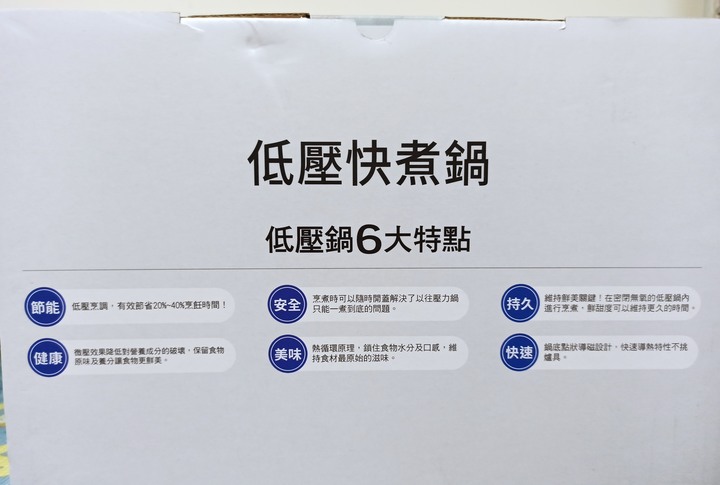 低壓快煮鍋
低壓鍋6大特點
節能
低壓烹調，有效節省20%~40%烹飪時間！
安全
烹煮時可以隨時開蓋解決了以往壓力鍋
只能一煮到底的問題。
持久
維持鮮美關鍵！在密閉無氧的低壓鍋內
進行烹煮，鮮甜度可以維持更久的時間。
健康
微壓效果降低對營養成分的破壞，保留食物
原味及養分讓食物更鮮美。
美味
熱循環原理，鎖住食物水分及口感，維
持食材最原始的滋味。
快速
鍋底點狀導磁設計，快速導熱特性不挑
爐具。